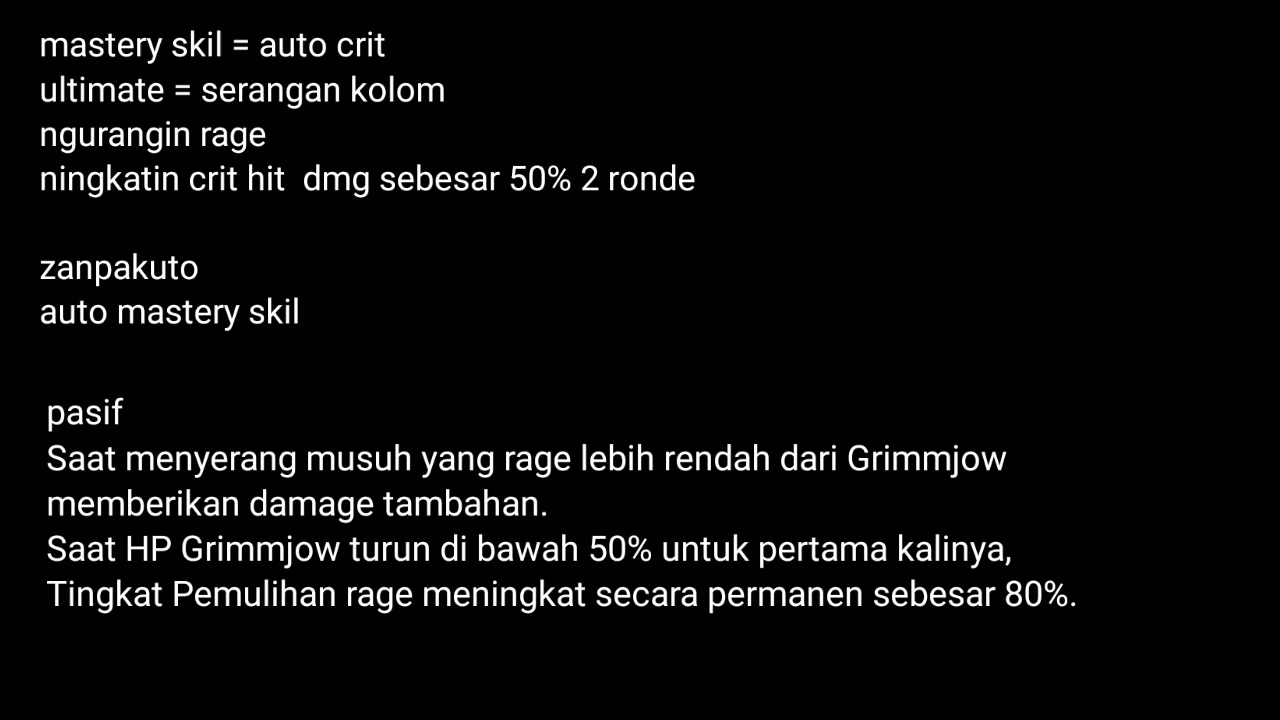 mastery skil = auto crit
ultimate = serangan kolom
ngurangin rage
ningkatin crit hit  dmg sebesar 50% 2 ronde
zanpakuto
auto mastery skil
pasif
Saat menyerang musuh yang rage lebih rendah dari Grimmjow
memberikan damage tambahan.
Saat HP Grimmjow turun di bawah 50% untuk pertama kalinya,
Tingkat Pemulihan rage meningkat secara permanen sebesar 80%.